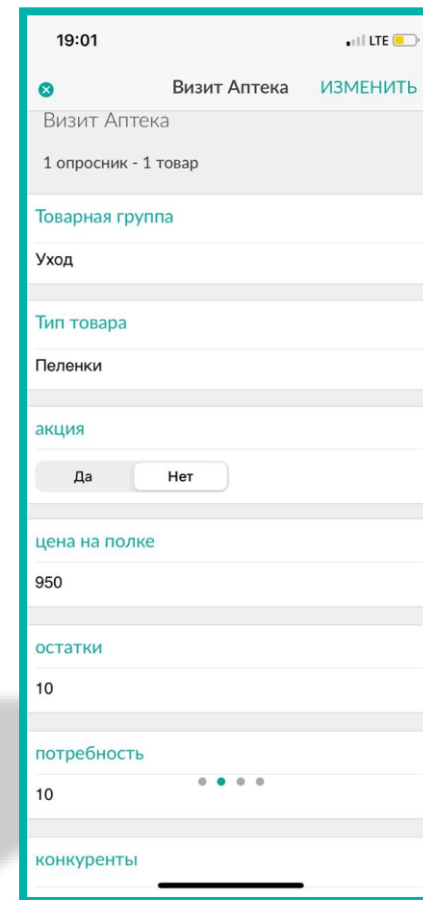 19:01
LTE
Визит Аптека
ИЗМЕНИТЬ
Визит Аптека
1 опросник - 1 товар
Товарная группа
Уход
Тип товара
Пеленки
акция
Да
Нет
цена на полке
950
остатки
10
потребность
10
конкуренты